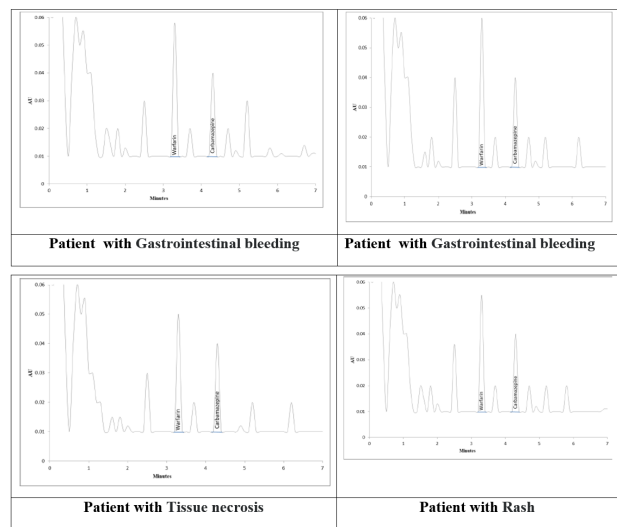 0.06
0.05
0.04
0.03
0.02
0.01
0
AU
Warfarin
Carbamazepine
0 1 2 3 4 5 6 7
Minutes
0.06
0.05
0.04
0.03
0.02
0.01
0
AU
Warfarin
Carbamazepine
0 1 2 3 4 5 6 7
Minutes
Patient with Gastrointestinal bleeding
Patient with Gastrointestinal bleeding
0.06
0.05
0.04
0.03
0.02
0.01
0
AU
Warfarin
Carbamazepine
0 1 2 3 4 5 6 7
Minutes
0.06
0.05
0.04
0.03
0.02
0.01
0
AU
Warfarin
Carbamazepine
0 1 2 3 4 5 6 7
Minutes
Patient with Tissue necrosis
Patient with Rash